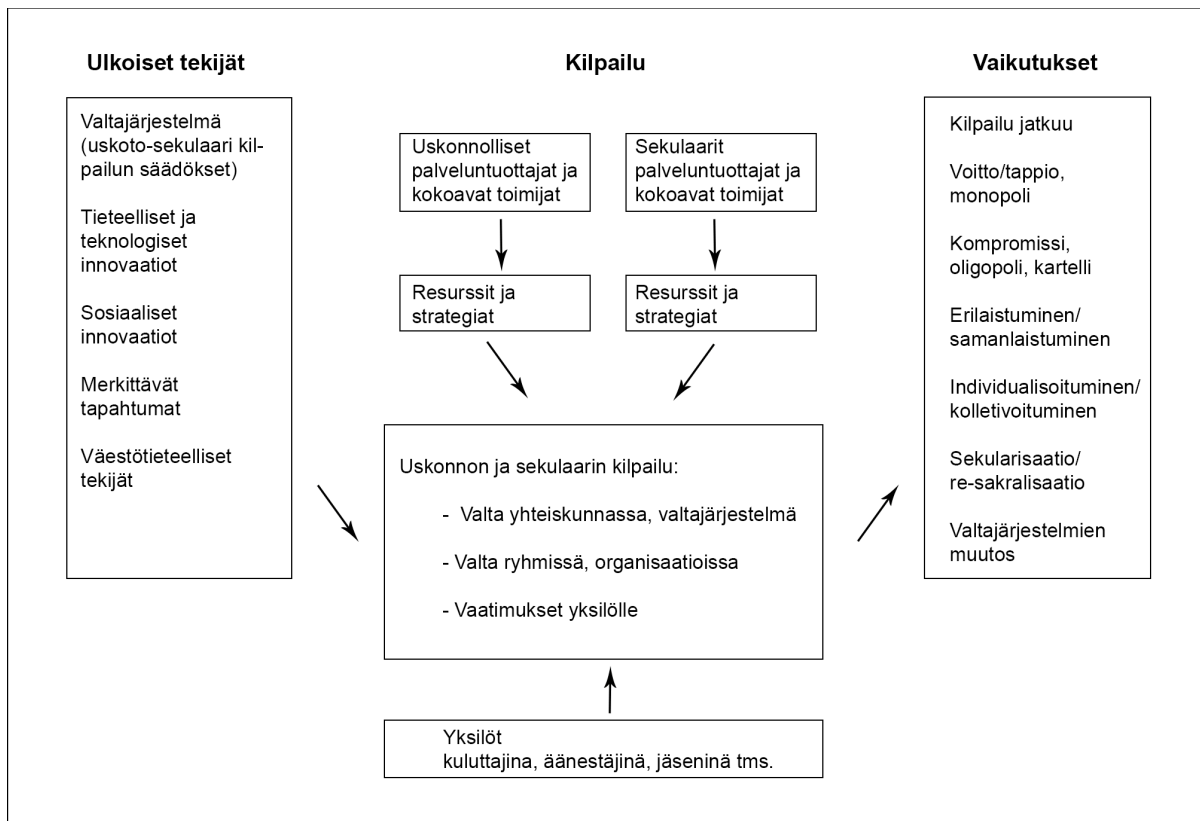 Ulkoiset tekijät
Valtajärjestelmä
(uskoto-sekulaari kil-
pailun säädökset)
Tieteelliset ja
teknologiset
innovaatiot
Sosiaaliset
innovaatiot
Merkittävät
tapahtumat
Väestötieteelliset
tekijät
Kilpailu
Uskonnolliset
palveluntuottajat ja
kokoavat toimijat
Sekulaarit
palveluntuottajat ja
kokoavat toimijat
Resurssit ja
strategiat
Resurssit ja
strategiat
Uskonnon ja sekulaarin kilpailu:
- Valta yhteiskunnassa, valtajärjestelmä
- Valta ryhmissä, organisaatioissa
- Vaatimukset yksilölle
Yksilöt
kuluttajina, äänestäjinä, jäseninä tms.
Vaikutukset
Kilpailu jatkuu
Voitto/tappio,
monopoli
Kompromissi,
oligopoli, kartelli
Erilaistuminen/
samanlaistuminen
Individualisoituminen/
kolletivoituminen
Sekularisaatio/
re-sakralisaatio
Valtajärjestelmien
muutos